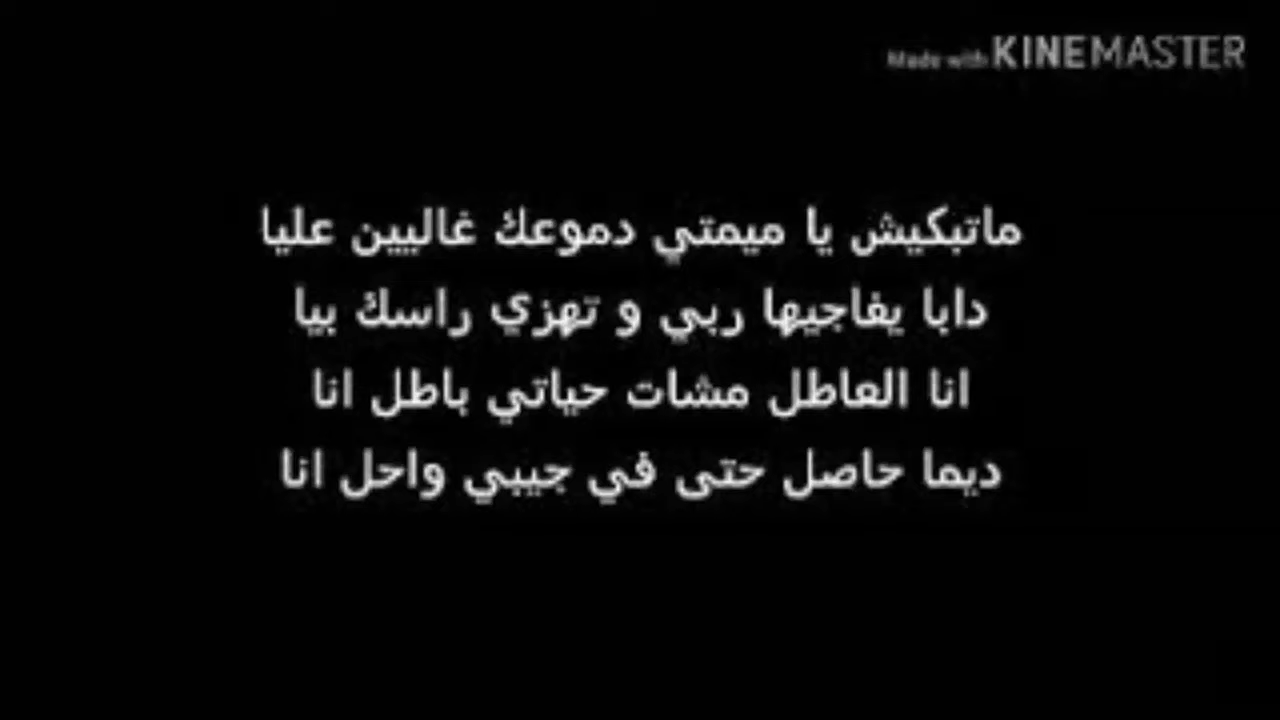 Made with KINEMASTER
ماتبكيش يا ميمتي دموعك غاليين عليا
دابا يفاجيها ربي و تهزي راسك بيا
انا العاطل مشات حياتي باطل انا
ديما حاصل حتى في جيبي واحل انا